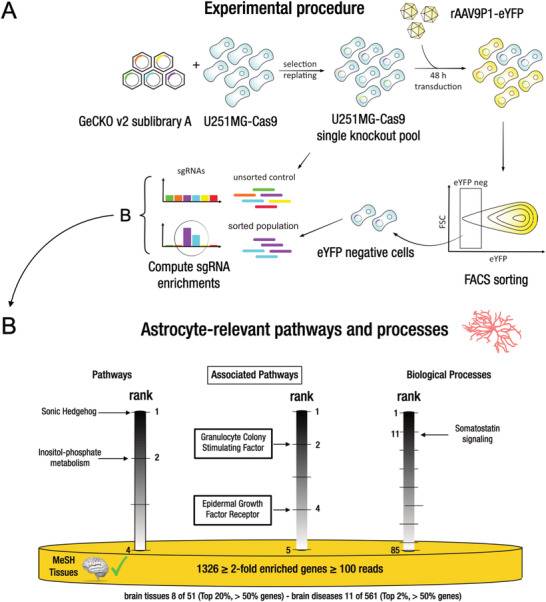 A
Experimental procedure
rAAV9P1-eYFP
+
selection
replating
48 h
transduction
GeCKO v2 sublibrary A
U251MG-Cas9
U251MG-Cas9
single knockout pool
sgRNAs
unsorted control
B
sorted population
Compute sgRNA
enrichments
eYFP negative cells
eYFP neg
FSC
eYFP
FACS sorting
B
Astrocyte-relevant pathways and processes
Pathways
Associated Pathways
Biological Processes
rank
rank
rank
Sonic Hedgehog
1
1
1
11
Somatostatin
signaling
Granulocyte Colony
Stimulating Factor
2
Inositol-phosphate
metabolism
2
Epidermal Growth
Factor Receptor
4
4
5
85
MeSH
Tissues
1326 ≥ 2-fold enriched genes ≥ 100 reads
brain tissues 8 of 51 (Top 20%, > 50% genes) - brain diseases 11 of 561 (Top 2%, > 50% genes)